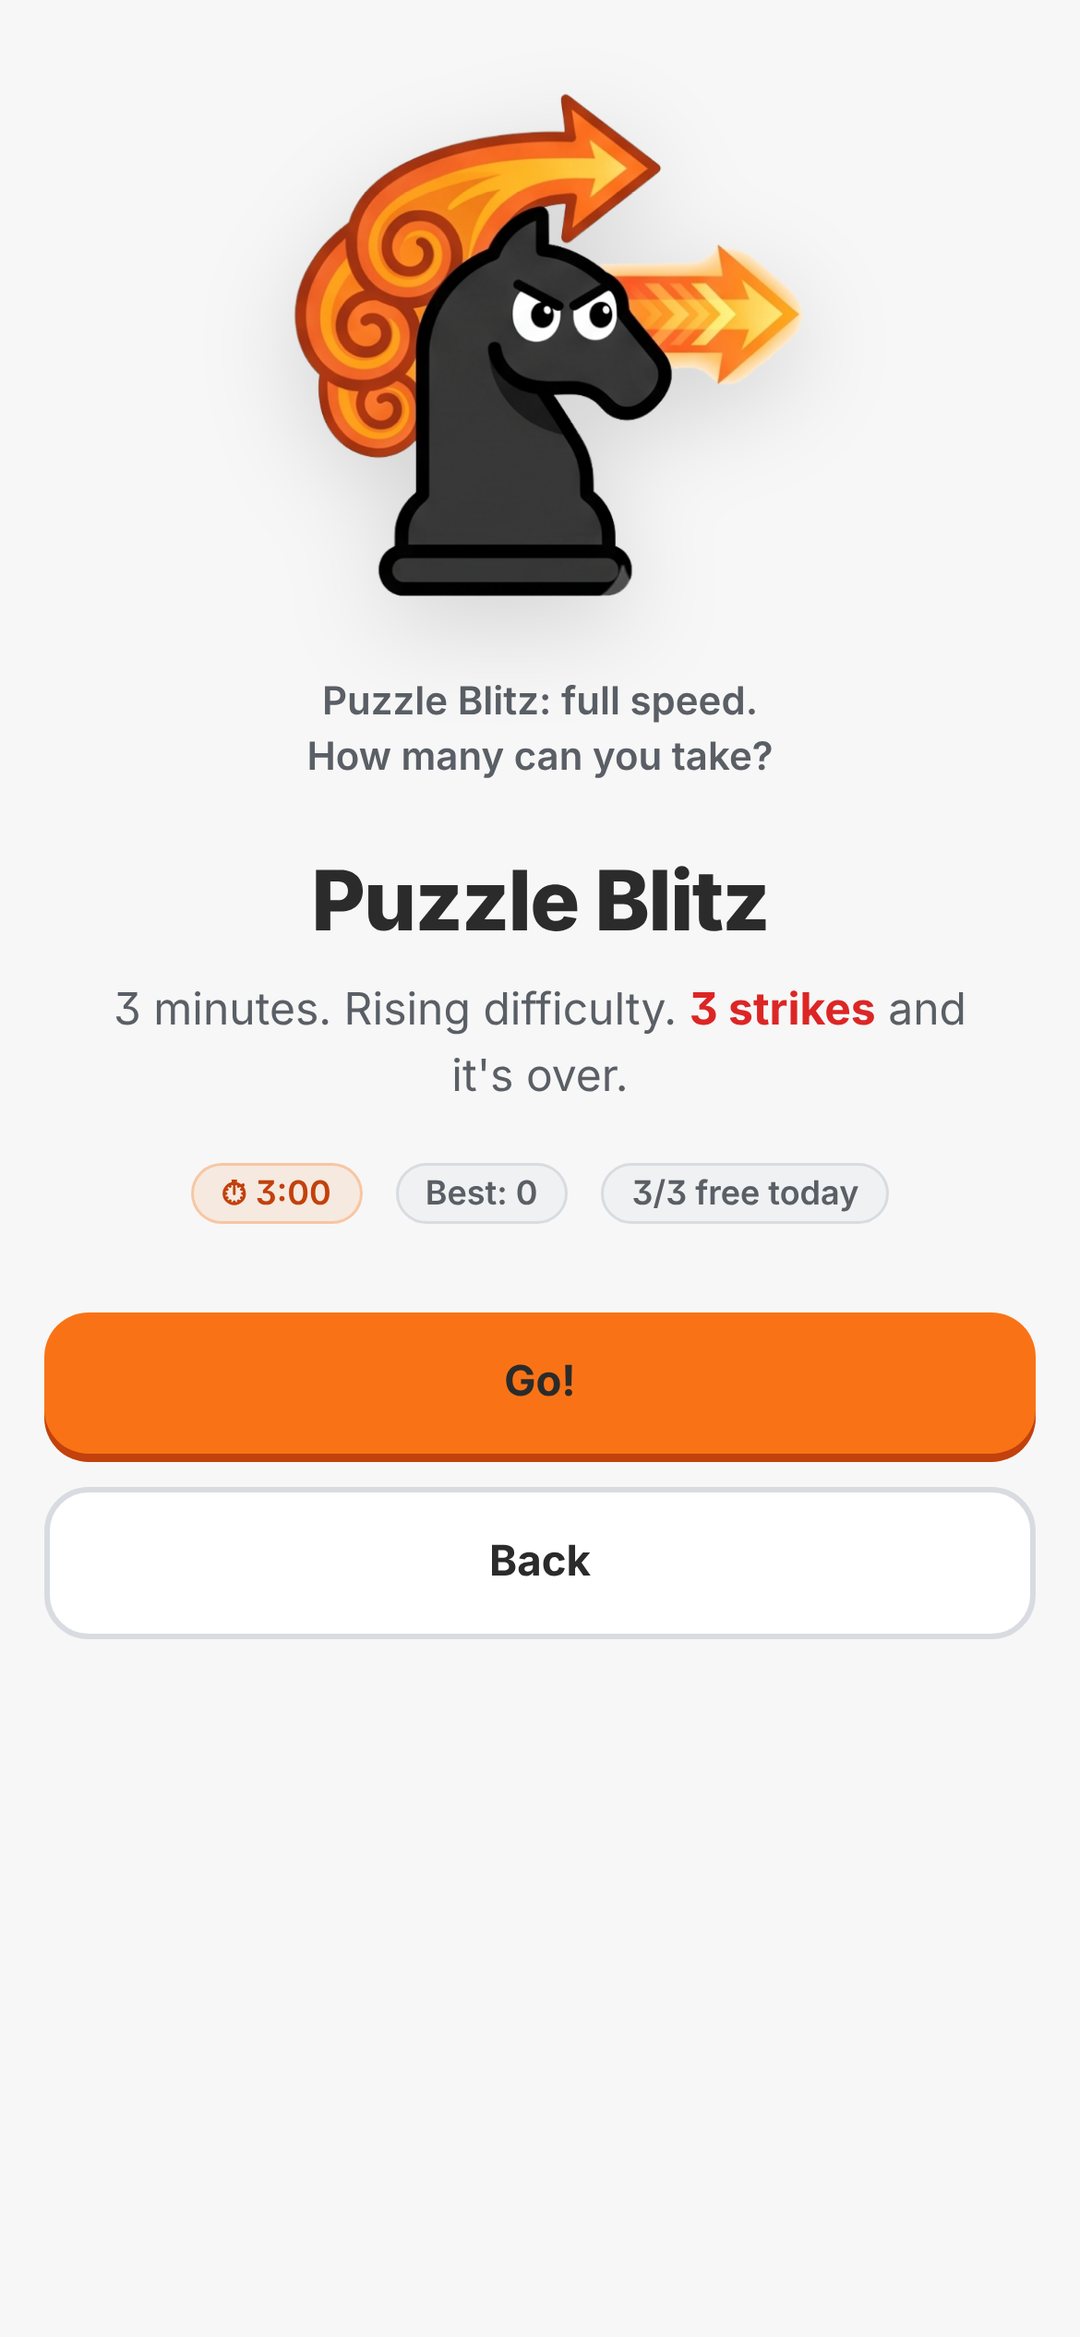 Puzzle Blitz: full speed.
How many can you take?
Puzzle Blitz
3 minutes. Rising difficulty. 3 strikes and
it's over.
⏱ 3:00
Best: 0
3/3 free today
Go!
Back